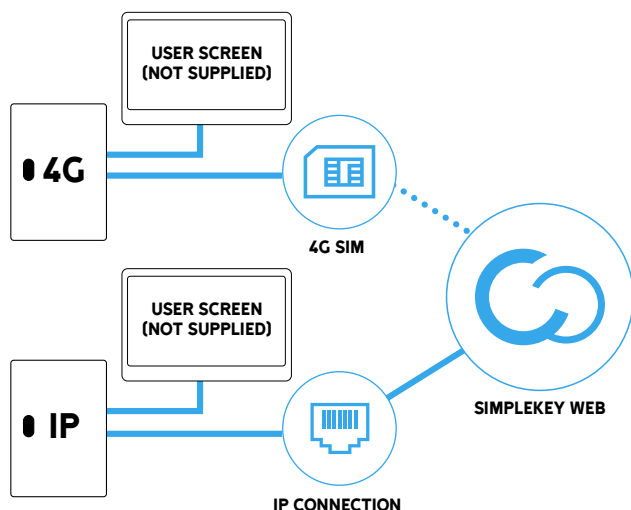 USER SCREEN
(NOT SUPPLIED)
4G
4G SIM
USER SCREEN
(NOT SUPPLIED)
SIMPLEKEY WEB
IP
IP CONNECTION